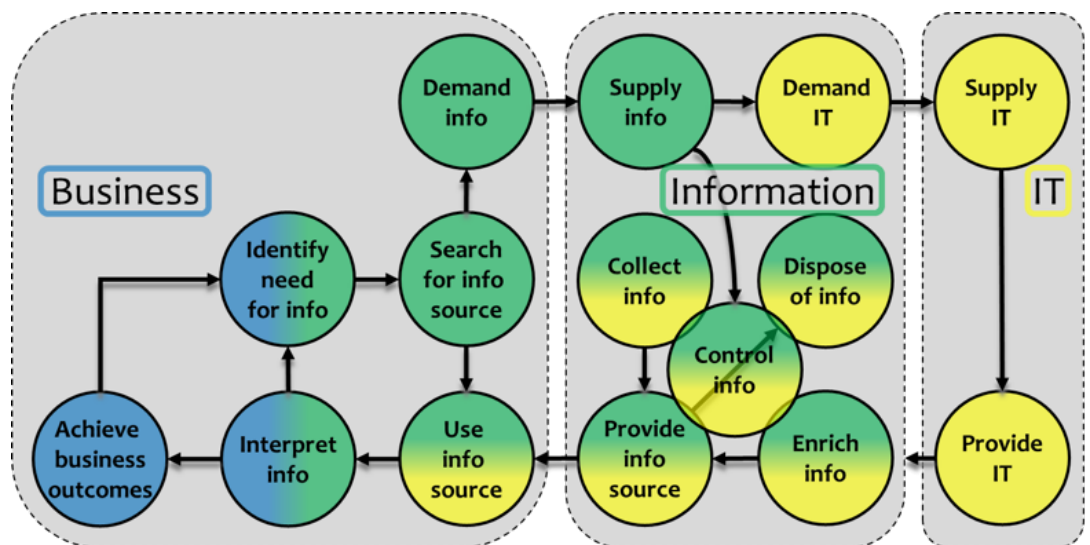 Demand
info
Supply
info
Demand
IT
Supply
IT
Business
Information
IT
Identify
need
for info
Search
for info
source
Collect
info
Dispose
of info
Control
info
Achieve
business
outcomes
Interpret
info
Use
info
source
Provide
info
source
Enrich
info
Provide
IT